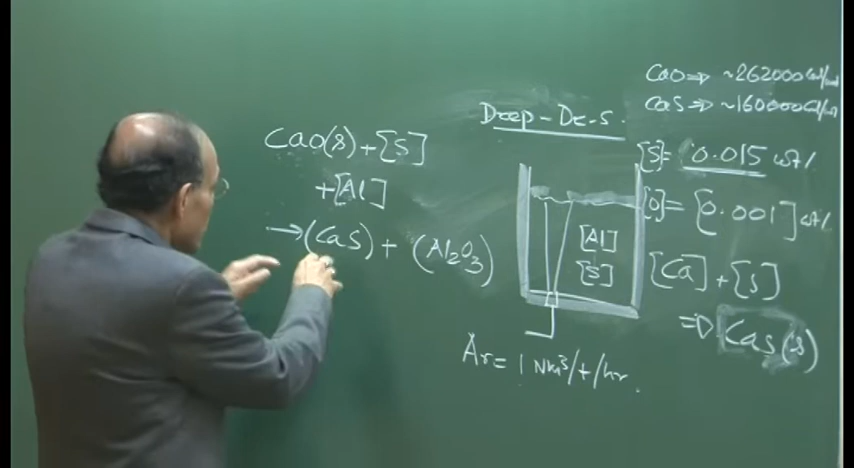 CaO(s) + [S]
+ [Al]
→ (CaS) + (Al2O3)
Deep - De-S.
[Al]
[S]
Ar = 1 Nm3/t/hr.
CaO ⇒ ~262000 Cal/mol
CaS ⇒ ~160000 Cal/mol
[S] = 0.015 wt%
[O] = [0.001] wt%
[Ca] + [S]
⇒ CaS(s)